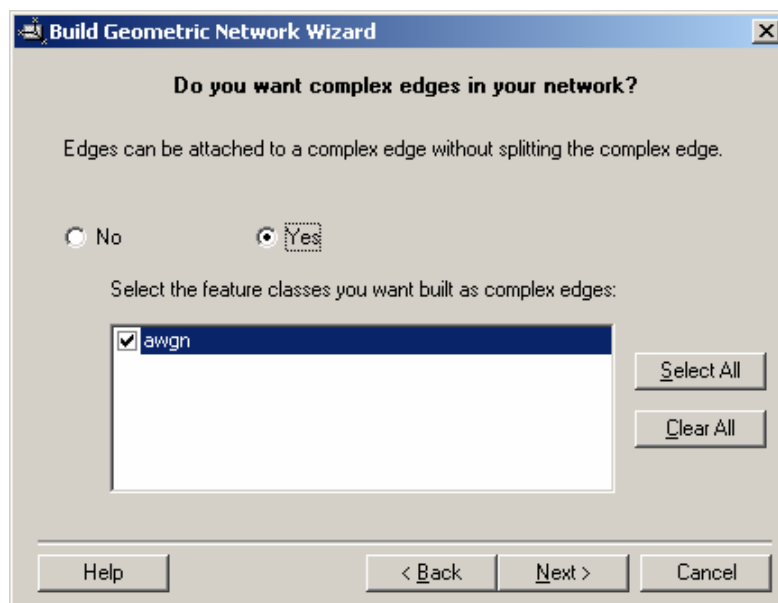 Build Geometric Network Wizard
Do you want complex edges in your network?
Edges can be attached to a complex edge without splitting the complex edge.
No Yes
Select the feature classes you want built as complex edges:
awgn
Select All
Clear All
Help < Back Next > Cancel